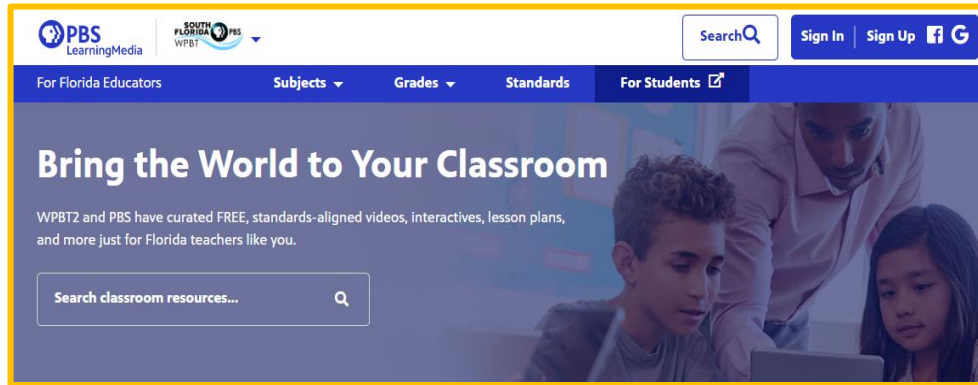 PBS
LearningMedia
SOUTH
FLORIDA PBS
WPBT
Search
Sign In | Sign Up
For Florida Educators
Subjects
Grades
Standards
For Students
Bring the World to Your Classroom
WPBT2 and PBS have curated FREE, standards-aligned videos, interactives, lesson plans,
and more just for Florida teachers like you.
Search classroom resources...